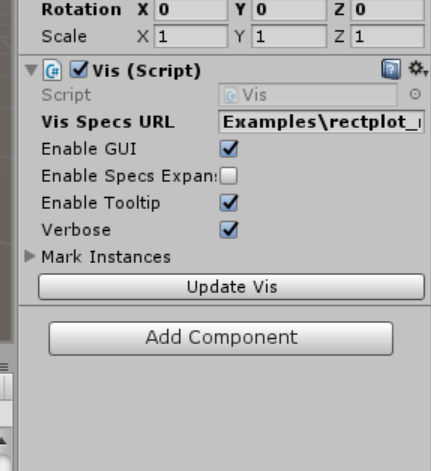 Rotation X 0 Y 0 Z 0
Scale X 1 Y 1 Z 1
Vis (Script)
Script Vis
Vis Specs URL Examples\rectplot_
Enable GUI
Enable Specs Expan
Enable Tooltip
Verbose
Mark Instances
Update Vis
Add Component